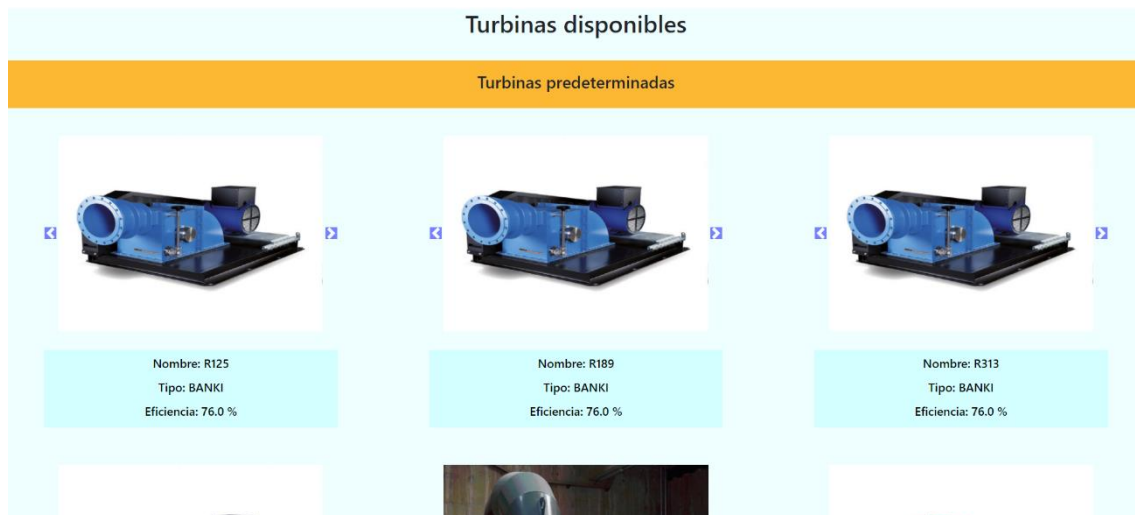 Turbinas disponibles
Turbinas predeterminadas
Nombre: R125
Tipo: BANKI
Eficiencia: 76.0 %
Nombre: R189
Tipo: BANKI
Eficiencia: 76.0 %
Nombre: R313
Tipo: BANKI
Eficiencia: 76.0 %